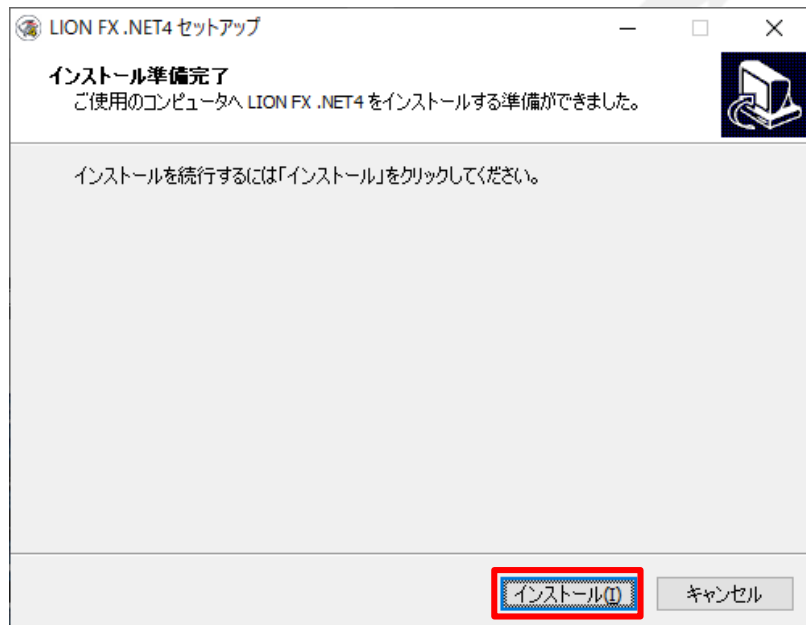 LION FX .NET4 セットアップ
インストール準備完了
ご使用のコンピュータへ LION FX .NET4 をインストールする準備ができました。
インストールを続行するには「インストール」をクリックしてください。
インストール(I)
キャンセル